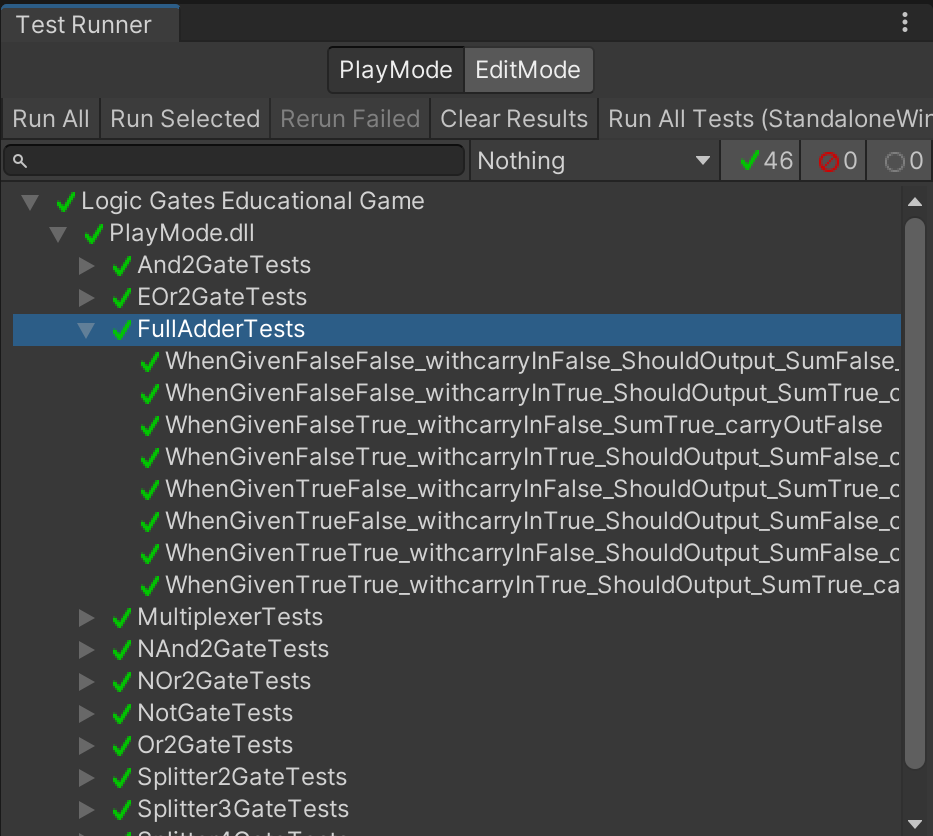 Test Runner
PlayMode EditMode
Run All Run Selected Rerun Failed Clear Results Run All Tests (StandaloneWin
Nothing 46 0 0
Logic Gates Educational Game
PlayMode.dll
And2GateTests
EOr2GateTests
FullAdderTests
WhenGivenFalseFalse_withcarryInFalse_ShouldOutput_SumFalse_
WhenGivenFalseFalse_withcarryInTrue_ShouldOutput_SumTrue_c
WhenGivenFalseTrue_withcarryInFalse_SumTrue_carryOutFalse
WhenGivenFalseTrue_withcarryInTrue_ShouldOutput_SumFalse_c
WhenGivenTrueFalse_withcarryInFalse_ShouldOutput_SumTrue_c
WhenGivenTrueFalse_withcarryInTrue_ShouldOutput_SumFalse_c
WhenGivenTrueTrue_withcarryInFalse_ShouldOutput_SumFalse_c
WhenGivenTrueTrue_withcarryInTrue_ShouldOutput_SumTrue_ca
MultiplexerTests
NAnd2GateTests
NOr2GateTests
NotGateTests
Or2GateTests
Splitter2GateTests
Splitter3GateTests